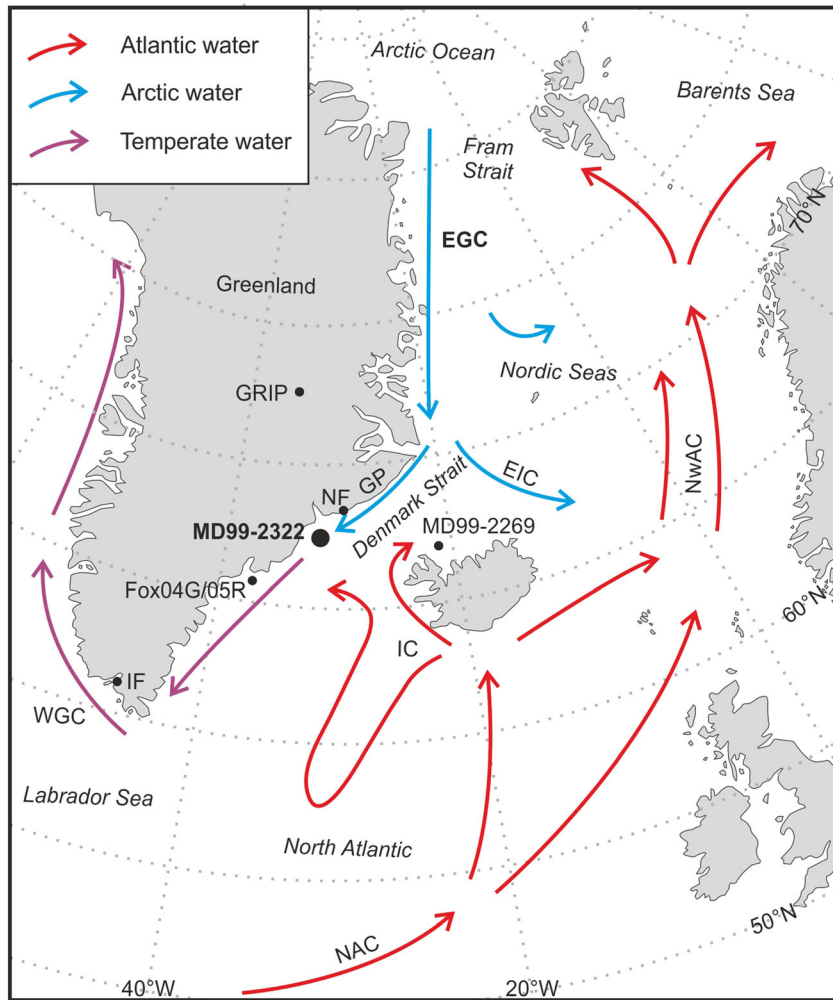 Atlantic water
Arctic water
Temperate water
Arctic Ocean
Barents Sea
Fram
Strait
70°N
EGC
Greenland
Nordic Seas
GRIP
NwAC
GP
EIC
NF
Denmark Strait
MD99-2322
MD99-2269
Fox04G/05R
60°N
IC
IF
WGC
Labrador Sea
North Atlantic
50°N
NAC
40°W
20°W